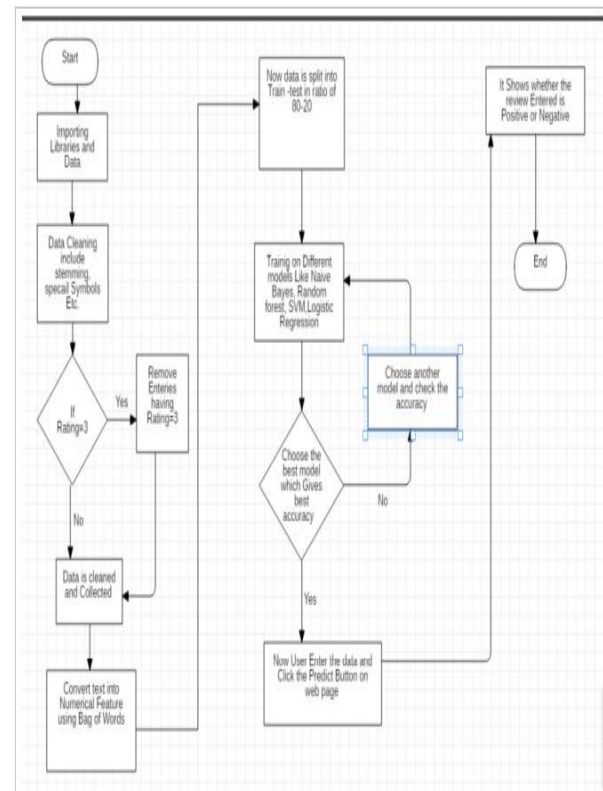 Start
Importing
Libraries and
Data
Data Cleaning
include
stemming,
specail Symbols
Etc.
If
Rating=3
Yes
Remove
Enteries
having
Rating=3
No
Data is cleaned
and Collected
Convert text into
Numerical Feature
using Bag of Words
Now data is split into
Train -test in ratio of
80-20
Trainig on Different
models Like Naive
Bayes, Random
forest, SVM,Logistic
Regression
Choose another
model and check the
accuracy
Choose the
best model
which Gives
best
accuracy
No
Yes
Now User Enter the data and
Click the Predict Button on
web page
It Shows whether the
review Entered is
Positive or Negative
End